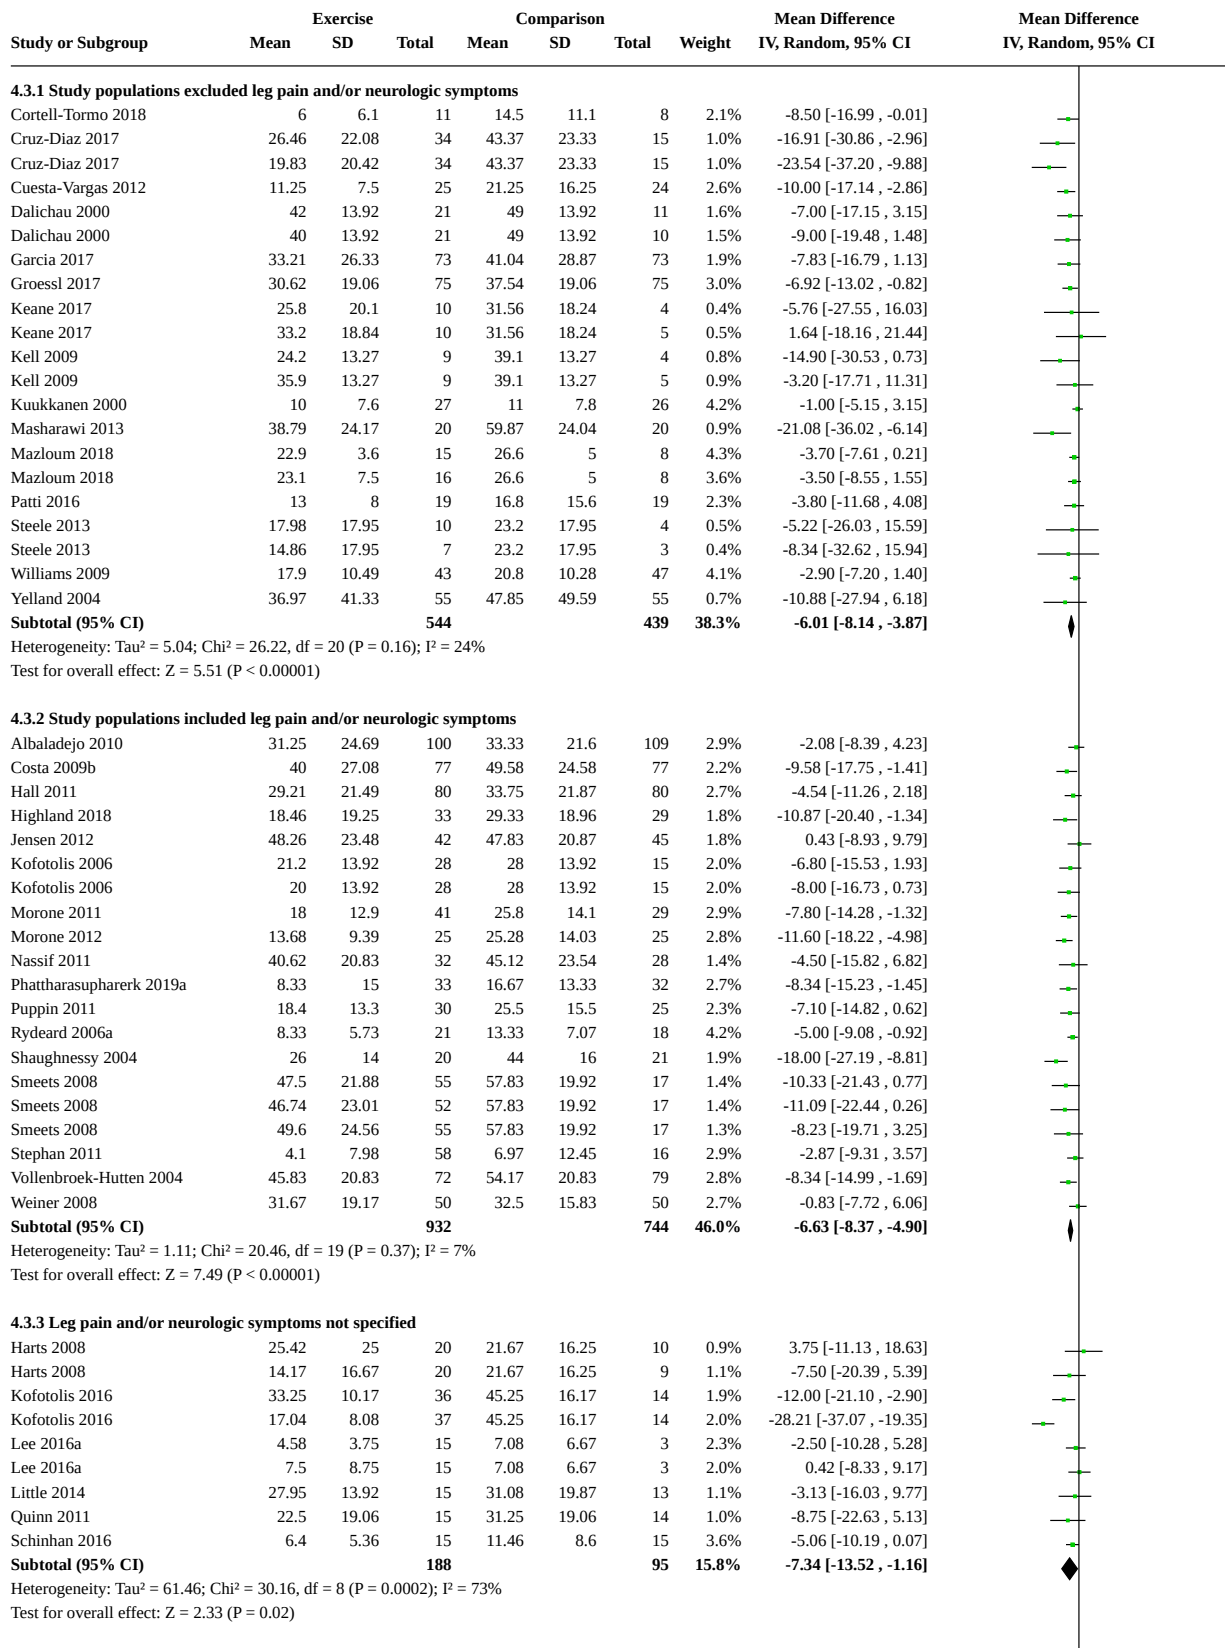 Exercise Comparison Mean Difference Mean Difference
Study or Subgroup Mean SD Total Mean SD Total Weight IV, Random, 95% CI IV, Random, 95% CI
4.3.1 Study populations excluded leg pain and/or neurologic symptoms
Cortell-Tormo 2018 6 6.1 11 14.5 11.1 8 2.1% -8.50 [-16.99 , -0.01]
Cruz-Diaz 2017 26.46 22.08 34 43.37 23.33 15 1.0% -16.91 [-30.86 , -2.96]
Cruz-Diaz 2017 19.83 20.42 34 43.37 23.33 15 1.0% -23.54 [-37.20 , -9.88]
Cuesta-Vargas 2012 11.25 7.5 25 21.25 16.25 24 2.6% -10.00 [-17.14 , -2.86]
Dalichau 2000 42 13.92 21 49 13.92 11 1.6% -7.00 [-17.15 , 3.15]
Dalichau 2000 40 13.92 21 49 13.92 10 1.5% -9.00 [-19.48 , 1.48]
Garcia 2017 33.21 26.33 73 41.04 28.87 73 1.9% -7.83 [-16.79 , 1.13]
Groessl 2017 30.62 19.06 75 37.54 19.06 75 3.0% -6.92 [-13.02 , -0.82]
Keane 2017 25.8 20.1 10 31.56 18.24 4 0.4% -5.76 [-27.55 , 16.03]
Keane 2017 33.2 18.84 10 31.56 18.24 5 0.5% 1.64 [-18.16 , 21.44]
Kell 2009 24.2 13.27 9 39.1 13.27 4 0.8% -14.90 [-30.53 , 0.73]
Kell 2009 35.9 13.27 9 39.1 13.27 5 0.9% -3.20 [-17.71 , 11.31]
Kuukkanen 2000 10 7.6 27 11 7.8 26 4.2% -1.00 [-5.15 , 3.15]
Masharawi 2013 38.79 24.17 20 59.87 24.04 20 0.9% -21.08 [-36.02 , -6.14]
Mazloum 2018 22.9 3.6 15 26.6 5 8 4.3% -3.70 [-7.61 , 0.21]
Mazloum 2018 23.1 7.5 16 26.6 5 8 3.6% -3.50 [-8.55 , 1.55]
Patti 2016 13 8 19 16.8 15.6 19 2.3% -3.80 [-11.68 , 4.08]
Steele 2013 17.98 17.95 10 23.2 17.95 4 0.5% -5.22 [-26.03 , 15.59]
Steele 2013 14.86 17.95 7 23.2 17.95 3 0.4% -8.34 [-32.62 , 15.94]
Williams 2009 17.9 10.49 43 20.8 10.28 47 4.1% -2.90 [-7.20 , 1.40]
Yelland 2004 36.97 41.33 55 47.85 49.59 55 0.7% -10.88 [-27.94 , 6.18]
Subtotal (95% CI) 544 439 38.3% -6.01 [-8.14 , -3.87]
Heterogeneity: Tau² = 5.04; Chi² = 26.22, df = 20 (P = 0.16); I² = 24%
Test for overall effect: Z = 5.51 (P < 0.00001)
4.3.2 Study populations included leg pain and/or neurologic symptoms
Albaladejo 2010 31.25 24.69 100 33.33 21.6 109 2.9% -2.08 [-8.39 , 4.23]
Costa 2009b 40 27.08 77 49.58 24.58 77 2.2% -9.58 [-17.75 , -1.41]
Hall 2011 29.21 21.49 80 33.75 21.87 80 2.7% -4.54 [-11.26 , 2.18]
Highland 2018 18.46 19.25 33 29.33 18.96 29 1.8% -10.87 [-20.40 , -1.34]
Jensen 2012 48.26 23.48 42 47.83 20.87 45 1.8% 0.43 [-8.93 , 9.79]
Kofotolis 2006 21.2 13.92 28 28 13.92 15 2.0% -6.80 [-15.53 , 1.93]
Kofotolis 2006 20 13.92 28 28 13.92 15 2.0% -8.00 [-16.73 , 0.73]
Morone 2011 18 12.9 41 25.8 14.1 29 2.9% -7.80 [-14.28 , -1.32]
Morone 2012 13.68 9.39 25 25.28 14.03 25 2.8% -11.60 [-18.22 , -4.98]
Nassif 2011 40.62 20.83 32 45.12 23.54 28 1.4% -4.50 [-15.82 , 6.82]
Phattharasupharerk 2019a 8.33 15 33 16.67 13.33 32 2.7% -8.34 [-15.23 , -1.45]
Puppin 2011 18.4 13.3 30 25.5 15.5 25 2.3% -7.10 [-14.82 , 0.62]
Rydeard 2006a 8.33 5.73 21 13.33 7.07 18 4.2% -5.00 [-9.08 , -0.92]
Shaughnessy 2004 26 14 20 44 16 21 1.9% -18.00 [-27.19 , -8.81]
Smeets 2008 47.5 21.88 55 57.83 19.92 17 1.4% -10.33 [-21.43 , 0.77]
Smeets 2008 46.74 23.01 52 57.83 19.92 17 1.4% -11.09 [-22.44 , 0.26]
Smeets 2008 49.6 24.56 55 57.83 19.92 17 1.3% -8.23 [-19.71 , 3.25]
Stephan 2011 4.1 7.98 58 6.97 12.45 16 2.9% -2.87 [-9.31 , 3.57]
Vollenbroek-Hutten 2004 45.83 20.83 72 54.17 20.83 79 2.8% -8.34 [-14.99 , -1.69]
Weiner 2008 31.67 19.17 50 32.5 15.83 50 2.7% -0.83 [-7.72 , 6.06]
Subtotal (95% CI) 932 744 46.0% -6.63 [-8.37 , -4.90]
Heterogeneity: Tau² = 1.11; Chi² = 20.46, df = 19 (P = 0.37); I² = 7%
Test for overall effect: Z = 7.49 (P < 0.00001)
4.3.3 Leg pain and/or neurologic symptoms not specified
Harts 2008 25.42 25 20 21.67 16.25 10 0.9% 3.75 [-11.13 , 18.63]
Harts 2008 14.17 16.67 20 21.67 16.25 9 1.1% -7.50 [-20.39 , 5.39]
Kofotolis 2016 33.25 10.17 36 45.25 16.17 14 1.9% -12.00 [-21.10 , -2.90]
Kofotolis 2016 17.04 8.08 37 45.25 16.17 14 2.0% -28.21 [-37.07 , -19.35]
Lee 2016a 4.58 3.75 15 7.08 6.67 3 2.3% -2.50 [-10.28 , 5.28]
Lee 2016a 7.5 8.75 15 7.08 6.67 3 2.0% 0.42 [-8.33 , 9.17]
Little 2014 27.95 13.92 15 31.08 19.87 13 1.1% -3.13 [-16.03 , 9.77]
Quinn 2011 22.5 19.06 15 31.25 19.06 14 1.0% -8.75 [-22.63 , 5.13]
Schinhan 2016 6.4 5.36 15 11.46 8.6 15 3.6% -5.06 [-10.19 , 0.07]
Subtotal (95% CI) 188 95 15.8% -7.34 [-13.52 , -1.16]
Heterogeneity: Tau² = 61.46; Chi² = 30.16, df = 8 (P = 0.0002); I² = 73%
Test for overall effect: Z = 2.33 (P = 0.02)